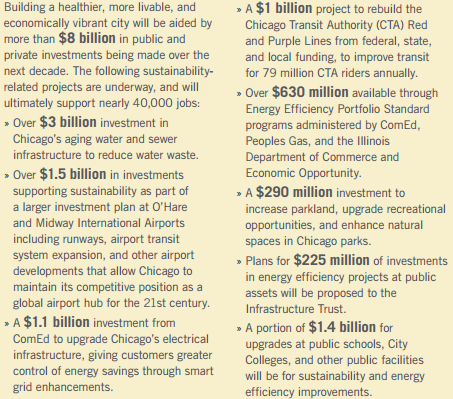 Building a healthier, more livable, and
economically vibrant city will be aided by
more than $8 billion in public and
private investments being made over the
next decade. The following sustainability-
related projects are underway, and will
ultimately support nearly 40,000 jobs:
» Over $3 billion investment in
Chicago's aging water and sewer
infrastructure to reduce water waste.
» Over $1.5 billion in investments
supporting sustainability as part of
a larger investment plan at O'Hare
and Midway International Airports
including runways, airport transit
system expansion, and other airport
developments that allow Chicago to
maintain its competitive position as a
global airport hub for the 21st century.
» A $1.1 billion investment from
ComEd to upgrade Chicago's electrical
infrastructure, giving customers greater
control of energy savings through smart
grid enhancements.
» A $1 billion project to rebuild the
Chicago Transit Authority (CTA) Red
and Purple Lines from federal, state,
and local funding, to improve transit
for 79 million CTA riders annually.
» Over $630 million available through
Energy Efficiency Portfolio Standard
programs administered by ComEd,
Peoples Gas, and the Illinois
Department of Commerce and
Economic Opportunity.
» A $290 million investment to
increase parkland, upgrade recreational
opportunities, and enhance natural
spaces in Chicago parks.
» Plans for $225 million of investments
in energy efficiency projects at public
assets will be proposed to the
Infrastructure Trust.
» A portion of $1.4 billion for
upgrades at public schools, City
Colleges, and other public facilities
will be for sustainability and energy
efficiency improvements.